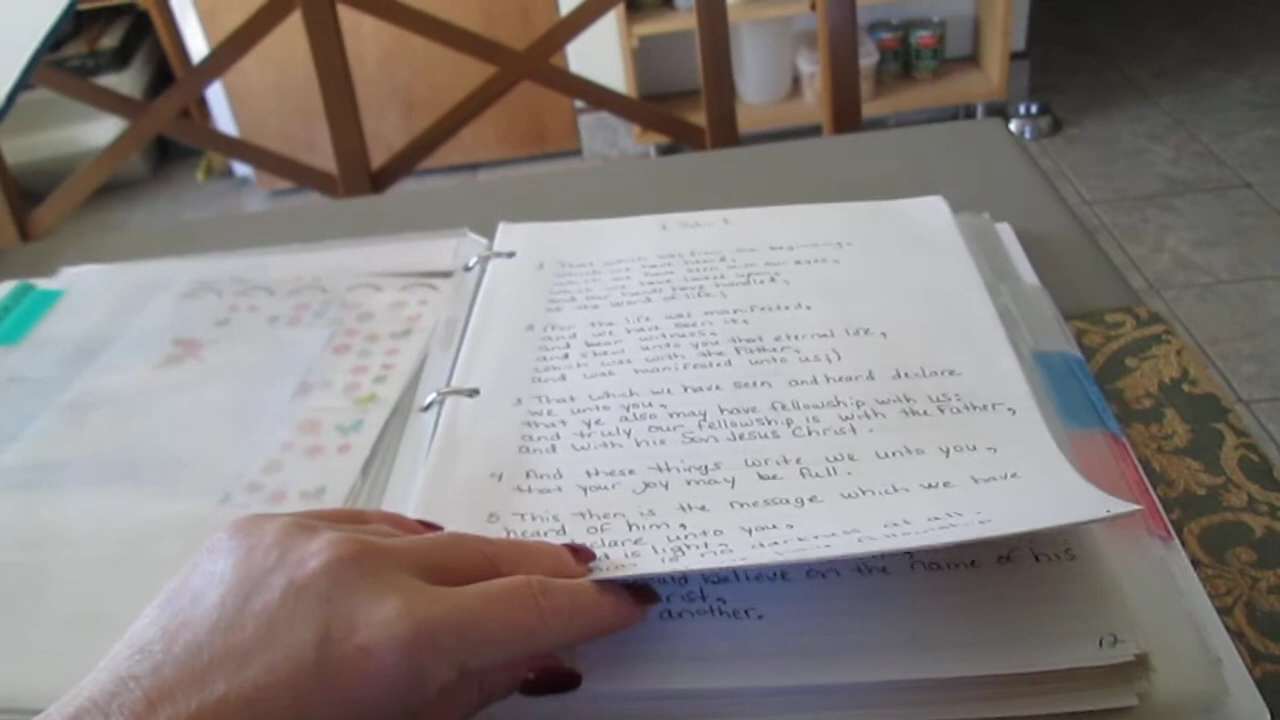 1 John 1
1 That which was from the beginning,
which we have heard,
which we have seen with our eyes,
which we have looked upon,
and our hands have handled,
of the Word of life;
2 (For the life was manifested,
and we have seen it,
and bear witness,
and shew unto you that eternal life,
which was with the Father,
and was manifested unto us;)
3 That which we have seen and heard declare
we unto you,
that ye also may have fellowship with us:
and truly our fellowship is with the Father,
and with his Son Jesus Christ.
4 And these things write we unto you,
that your joy may be full.
5 This then is the message which we have
heard of him,
declare unto you,
is light,
is no darkness at all.
fellowship
believe on the name of his
another.
12